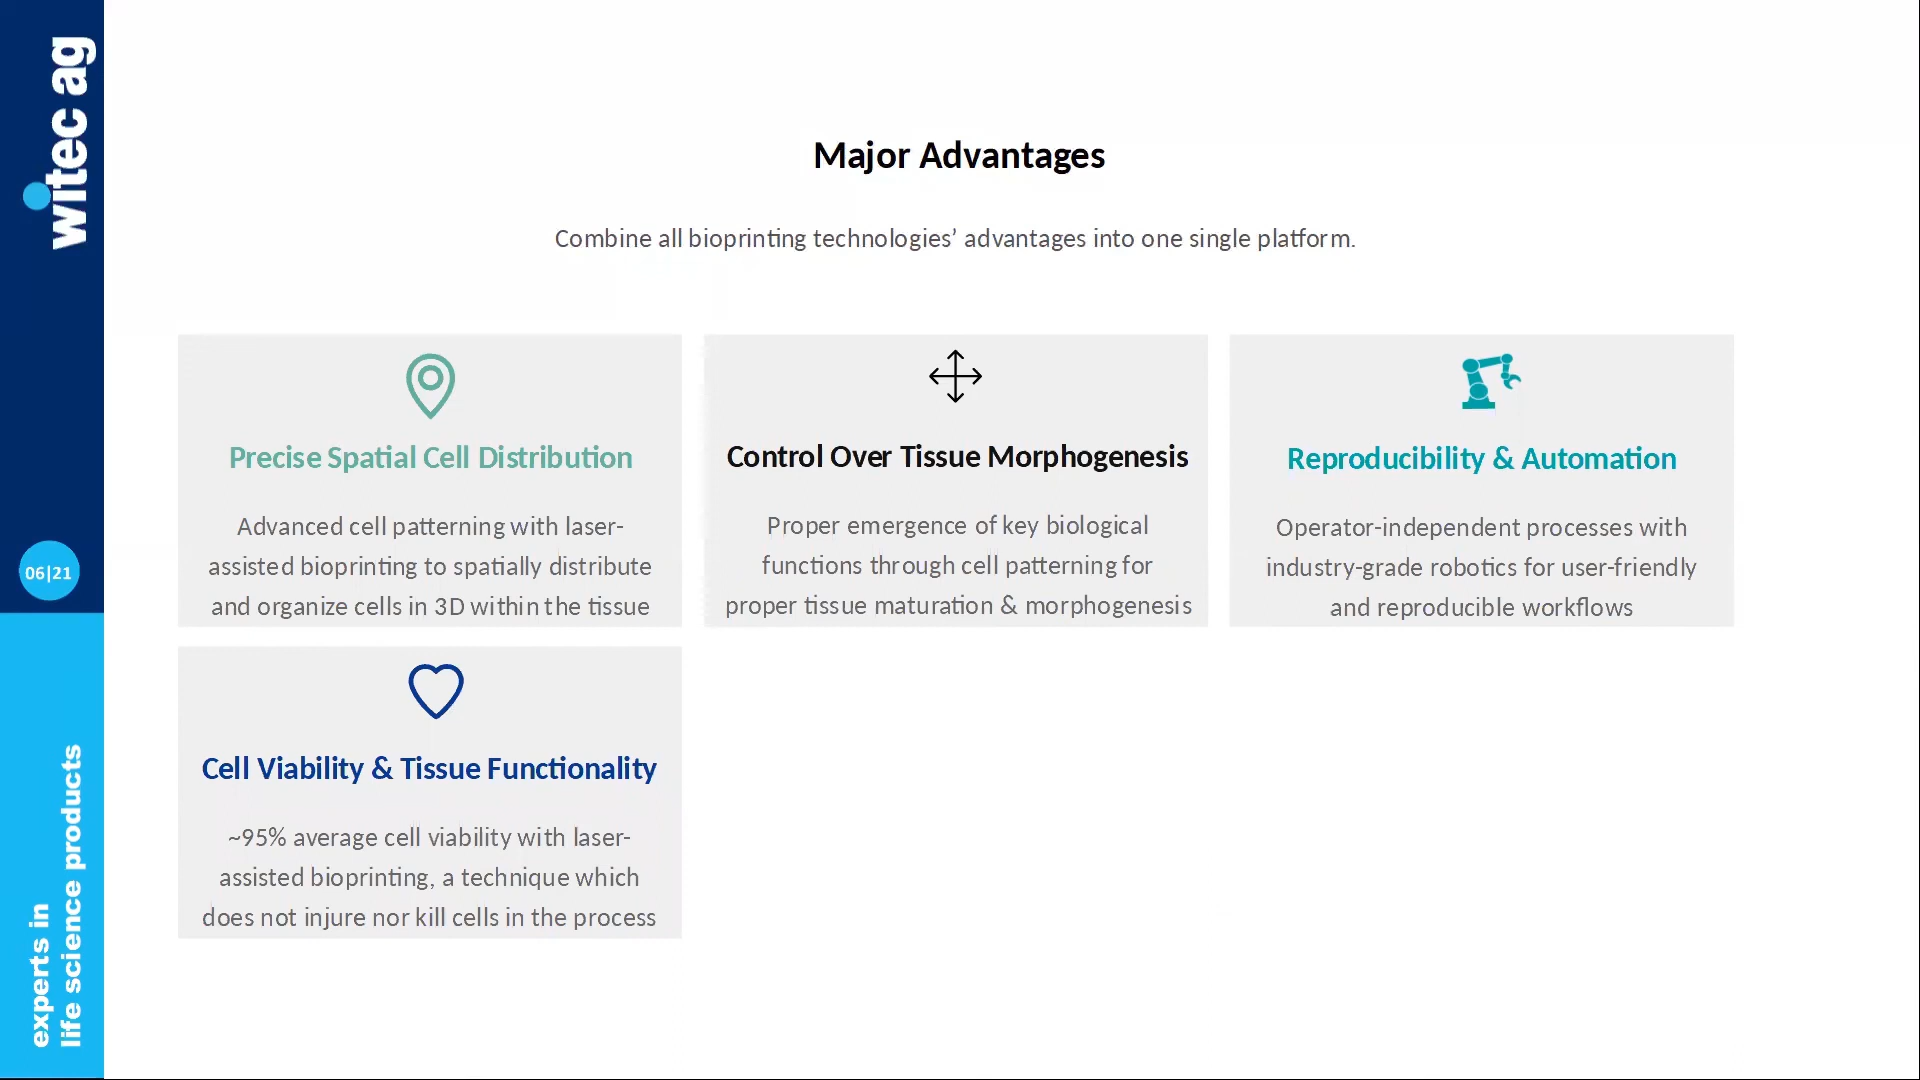 witec ag
06|21
experts in
life science products
Major Advantages
Combine all bioprinting technologies’ advantages into one single platform.
Precise Spatial Cell Distribution
Advanced cell patterning with laser-
assisted bioprinting to spatially distribute
and organize cells in 3D within the tissue
Control Over Tissue Morphogenesis
Proper emergence of key biological
functions through cell patterning for
proper tissue maturation & morphogenesis
Reproducibility & Automation
Operator-independent processes with
industry-grade robotics for user-friendly
and reproducible workflows
Cell Viability & Tissue Functionality
~95% average cell viability with laser-
assisted bioprinting, a technique which
does not injure nor kill cells in the process